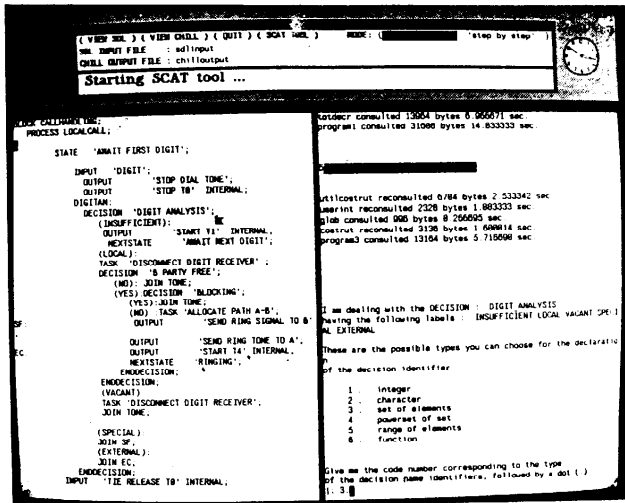 ( VIEW SDL ) ( VIEW CHILL ) ( QUIT ) ( SCAT TOOL ) MODE: ( 'step by step' )
SDL INPUT FILE : sdlinput
CHILL OUTPUT FILE : chilloutput
Starting SCAT tool ...
BLOCK CALLHANDLING;
PROCESS LOCALCALL;
STATE 'AWAIT FIRST DIGIT';
INPUT 'DIGIT';
OUTPUT 'STOP DIAL TONE';
OUTPUT 'STOP T0' INTERNAL;
DIGITAN:
DECISION 'DIGIT ANALYSIS';
(INSUFFICIENT):
OUTPUT 'START T1' INTERNAL,
NEXTSTATE 'AWAIT NEXT DIGIT';
(LOCAL):
TASK 'DISCONNECT DIGIT RECEIVER' ;
DECISION 'B PARTY FREE';
(NO): JOIN TONE;
(YES):DECISION 'BLOCKING';
(YES):JOIN TONE;
(NO) :TASK 'ALLOCATE PATH A-B';
SF: OUTPUT 'SEND RING SIGNAL TO B'
OUTPUT 'SEND RING TONE TO A';
EC OUTPUT 'START T4' INTERNAL,
NEXTSTATE 'RINGING';
ENDDECISION;
ENDDECISION;
(VACANT)
TASK 'DISCONNECT DIGIT RECEIVER';
JOIN TONE,
(SPECIAL):
JOIN SF,
(EXTERNAL):
JOIN EC,
ENDDECISION;
INPUT 'TIE RELEASE T0' INTERNAL;
totdecr consulted 13964 bytes 6.966671 sec.
program1 consulted 31600 bytes 14.833333 sec.
utilcostrut reconsulted 6784 bytes 2.533342 sec
userint reconsulted 2328 bytes 1.083333 sec
glob consulted 996 bytes 0.266695 sec
costrut reconsulted 3136 bytes 1.600014 sec
program3 consulted 13164 bytes 5.716690 sec
I am dealing with the DECISION : DIGIT ANALYSIS
having the following labels : INSUFFICIENT LOCAL VACANT SPECI
AL EXTERNAL
These are the possible types you can choose for the declaratio
n
of the decision identifier
1 . integer
2 . character
3 . set of elements
4 . powerset of set
5 . range of elements
6 . function
Give me the code number corresponding to the type
of the decision name identifiers, followed by a dot (.)
|: 3.